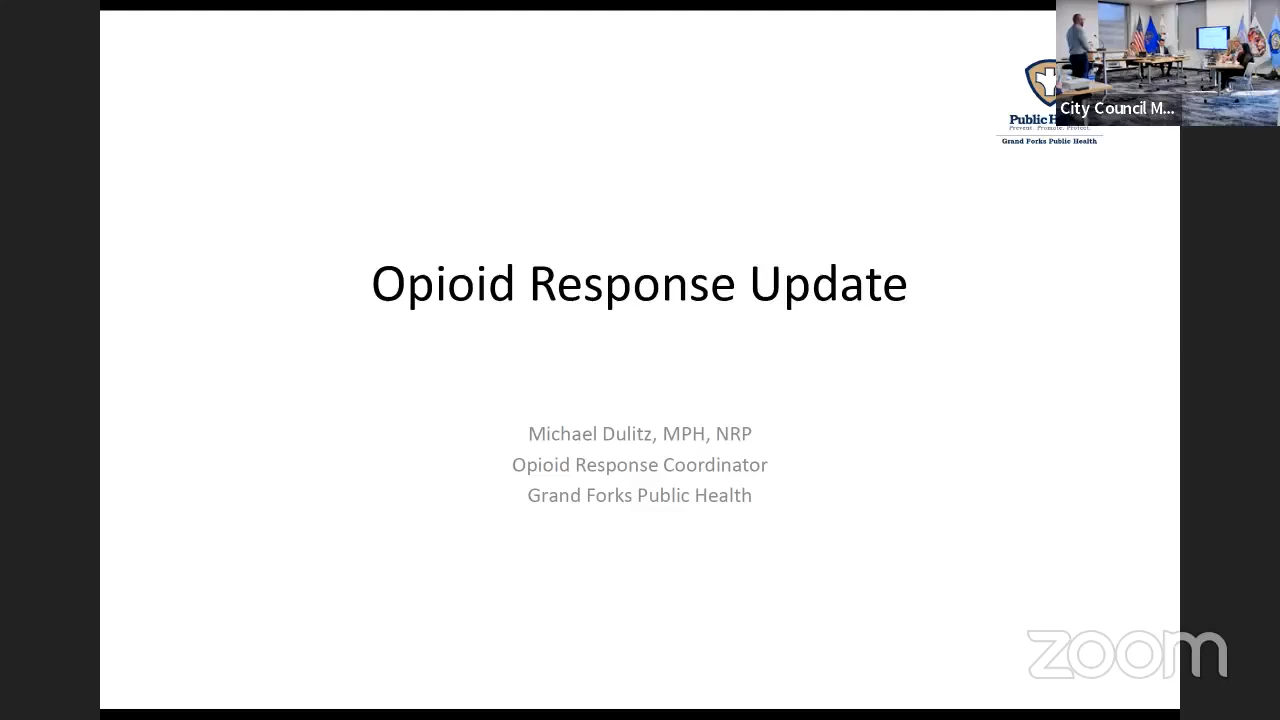 City Council M...
Public H
Prevent. Promote. Protect.
Grand Forks Public Health
Opioid Response Update
Michael Dulitz, MPH, NRP
Opioid Response Coordinator
Grand Forks Public Health
zoom